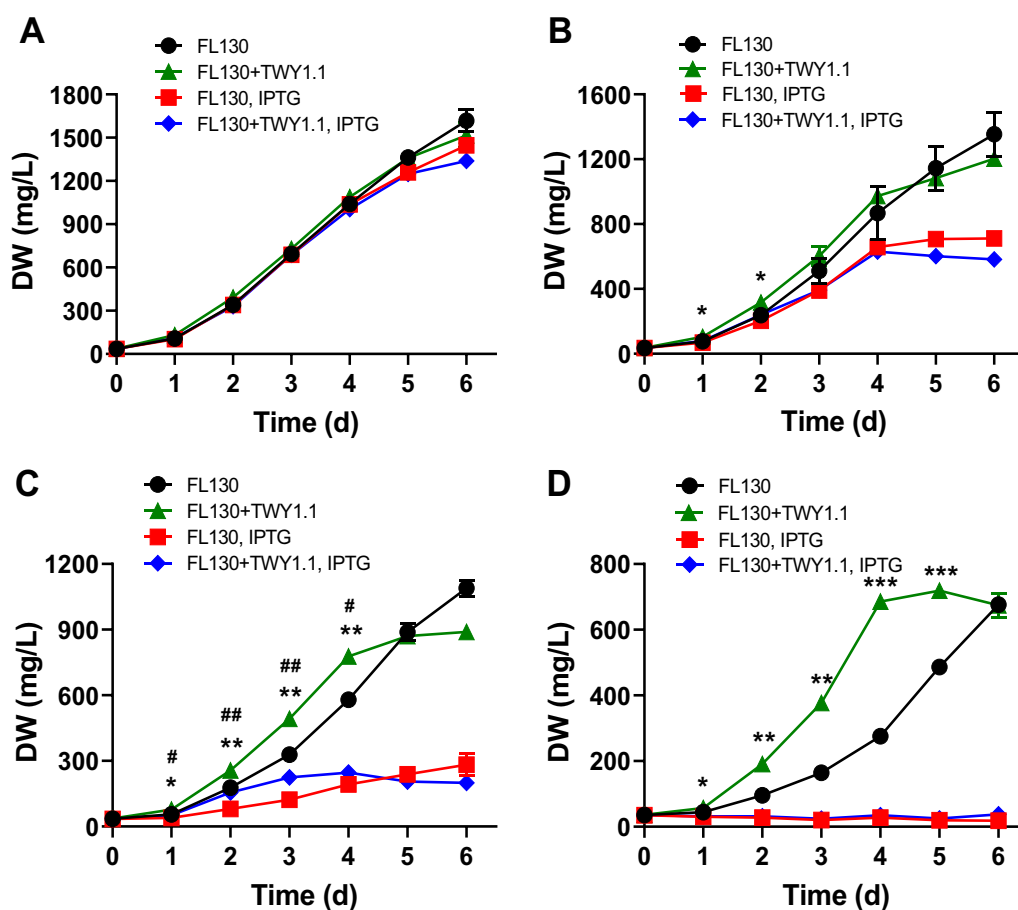 A
FL130
FL130+TWY1.1
FL130, IPTG
FL130+TWY1.1, IPTG
DW (mg/L)
1800
1500
1200
900
600
300
0
0 1 2 3 4 5 6
Time (d)
B
FL130
FL130+TWY1.1
FL130, IPTG
FL130+TWY1.1, IPTG
DW (mg/L)
1600
1200
800
400
0
* *
0 1 2 3 4 5 6
Time (d)
C
FL130
FL130+TWY1.1
FL130, IPTG
FL130+TWY1.1, IPTG
DW (mg/L)
1200
900
600
300
0
# ## ## #
* ** ** **
0 1 2 3 4 5 6
Time (d)
D
FL130
FL130+TWY1.1
FL130, IPTG
FL130+TWY1.1, IPTG
DW (mg/L)
800
600
400
200
0
* ** ** *** ***
0 1 2 3 4 5 6
Time (d)